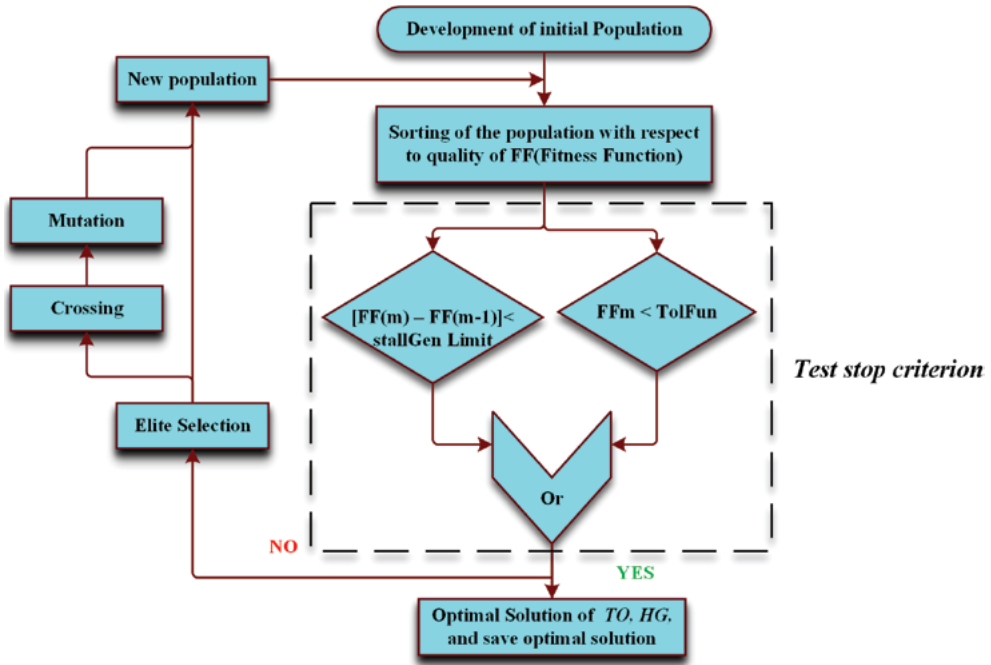 Development of initial Population
New population
Sorting of the population with respect
to quality of FF(Fitness Function)
Mutation
Crossing
[FF(m) – FF(m-1)]<
stallGen Limit
FFm < TolFun
Test stop criterion
Elite Selection
Or
NO
YES
Optimal Solution of TO, HG,
and save optimal solution